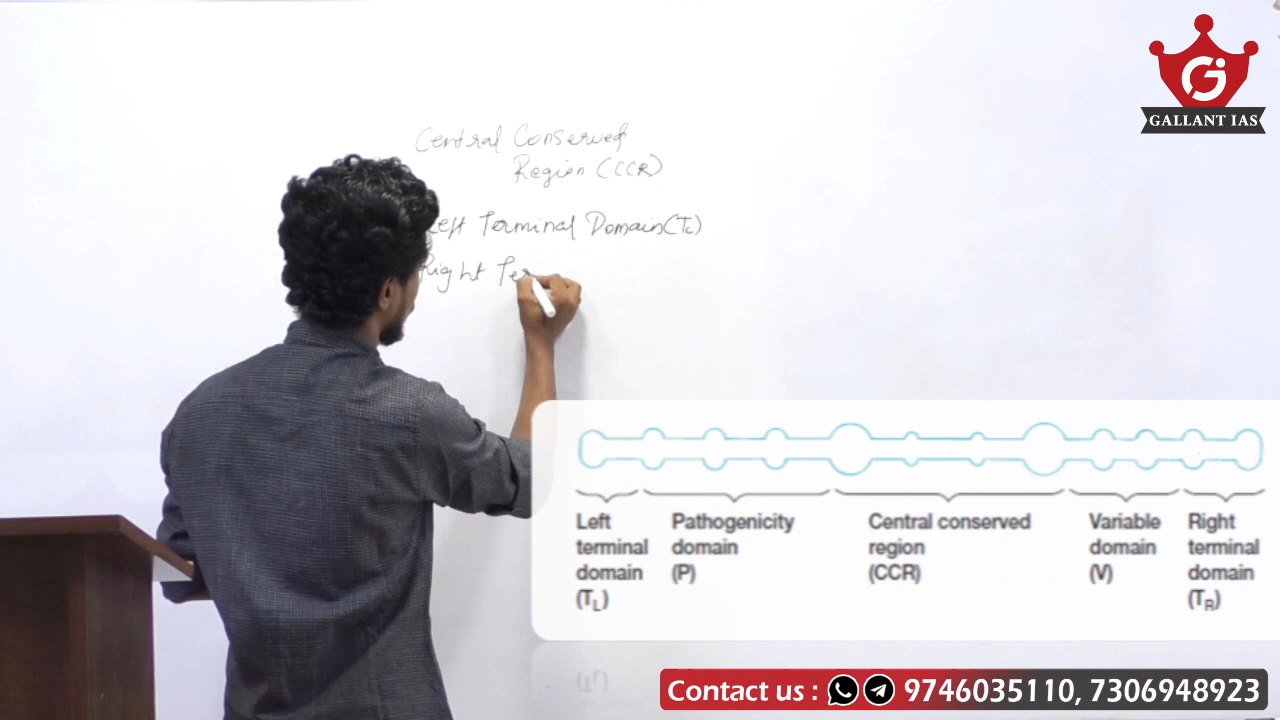 GALLANT IAS
Central Conserved
Region (CCR)
Left Terminal Domain (TL)
Right Ter
Left
terminal
domain
(TL)
Pathogenicity
domain
(P)
Central conserved
region
(CCR)
Variable
domain
(V)
Right
terminal
domain
(TR)
Contact us : 9746035110, 7306948923